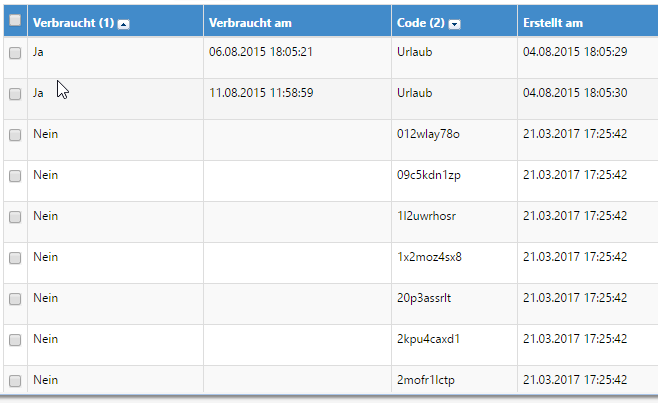 Verbraucht (1) Verbraucht am Code (2) Erstellt am
Ja 06.08.2015 18:05:21 Urlaub 04.08.2015 18:05:29
Ja 11.08.2015 11:58:59 Urlaub 04.08.2015 18:05:30
Nein 012wlay78o 21.03.2017 17:25:42
Nein 09c5kdn1zp 21.03.2017 17:25:42
Nein 1l2uwrhosr 21.03.2017 17:25:42
Nein 1x2moz4sx8 21.03.2017 17:25:42
Nein 20p3assrlt 21.03.2017 17:25:42
Nein 2kpu4caxd1 21.03.2017 17:25:42
Nein 2mofr1lctp 21.03.2017 17:25:42